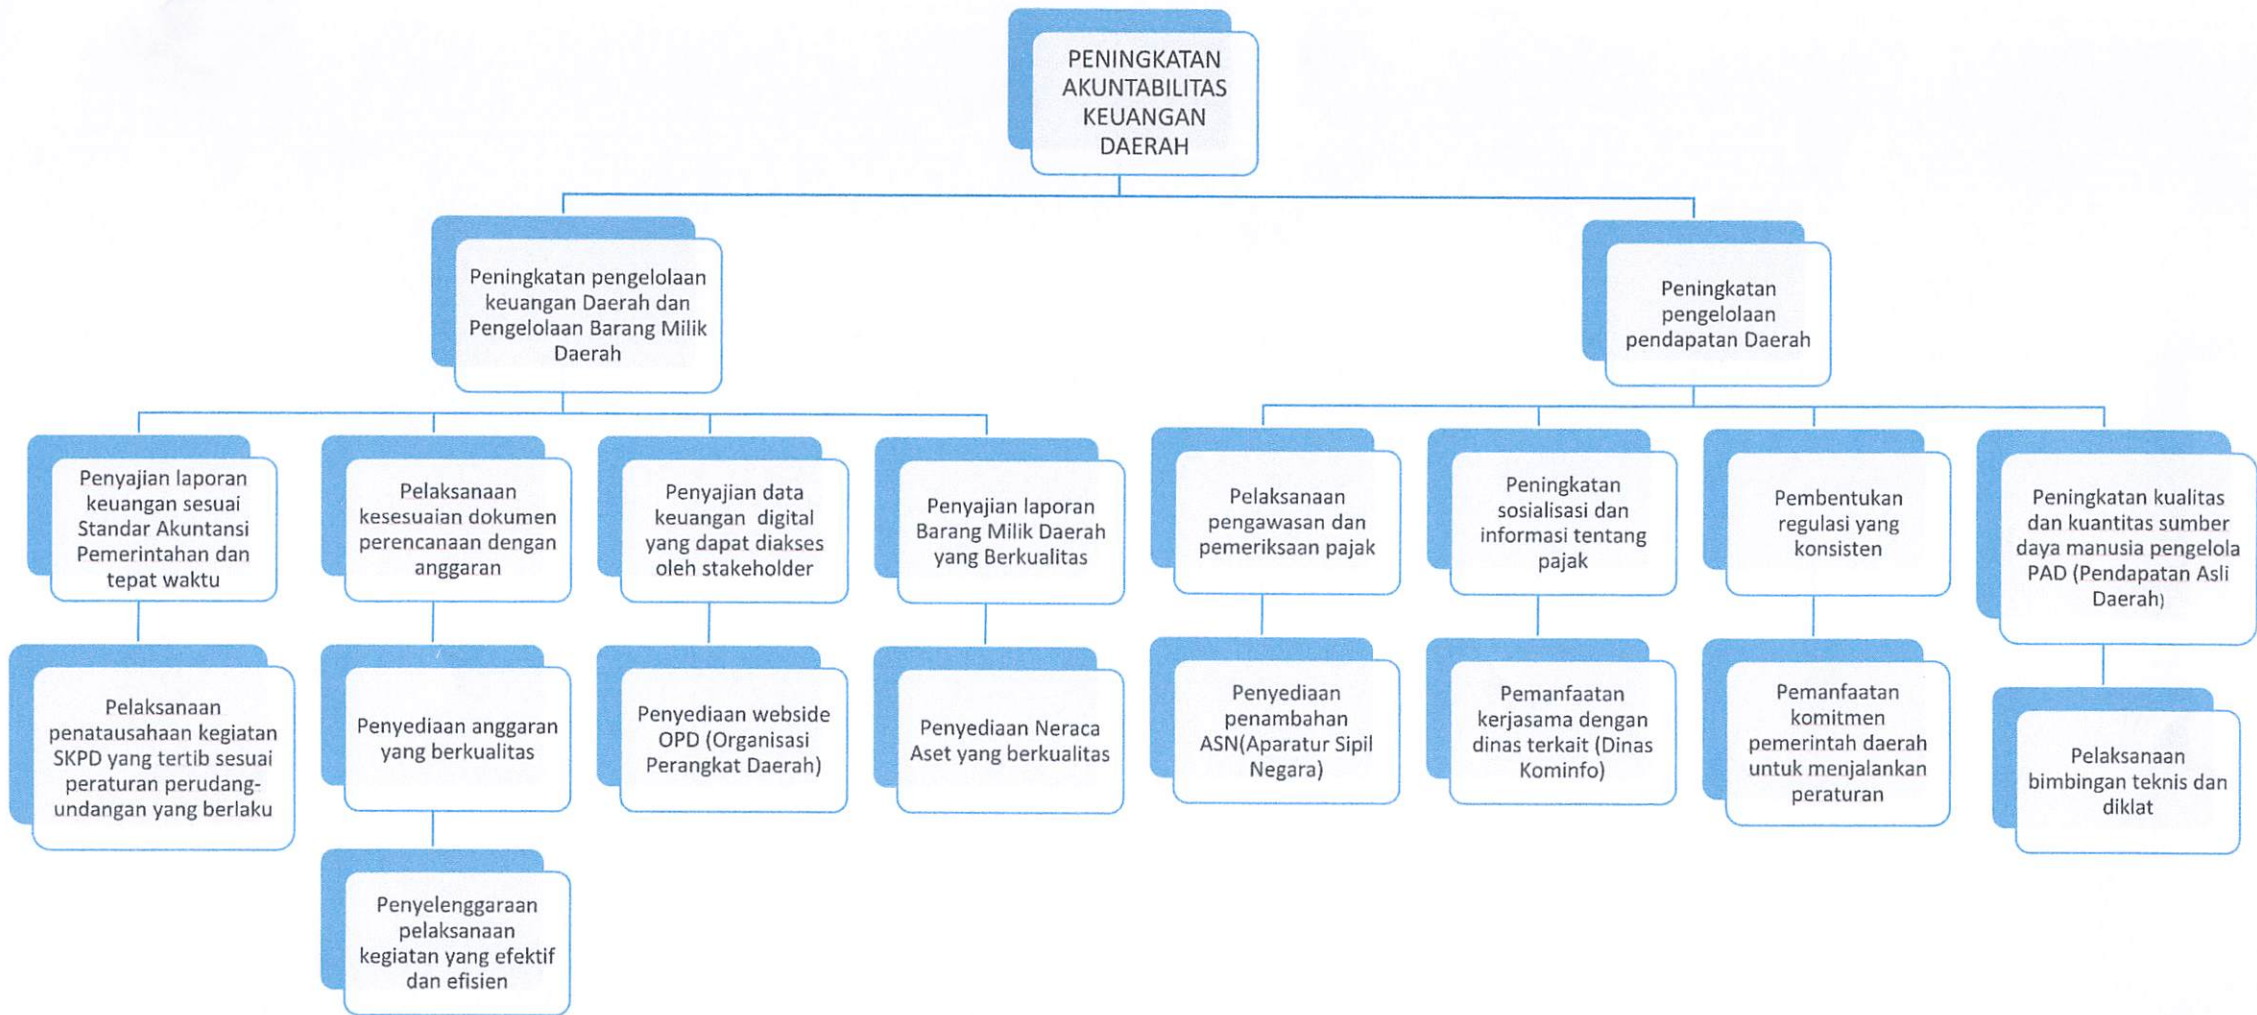 PENINGKATAN
AKUNTABILITAS
KEUANGAN
DAERAH
Peningkatan pengelolaan
keuangan Daerah dan
Pengelolaan Barang Milik
Daerah
Peningkatan
pengelolaan
pendapatan Daerah
Penyajian laporan
keuangan sesuai
Standar Akuntansi
Pemerintahan dan
tepat waktu
Pelaksanaan
kesesuaian dokumen
perencanaan dengan
anggaran
Penyajian data
keuangan digital
yang dapat diakses
oleh stakeholder
Penyajian laporan
Barang Milik Daerah
yang Berkualitas
Pelaksanaan
pengawasan dan
pemeriksaan pajak
Peningkatan
sosialisasi dan
informasi tentang
pajak
Pembentukan
regulasi yang
konsisten
Peningkatan kualitas
dan kuantitas sumber
daya manusia pengelola
PAD (Pendapatan Asli
Daerah)
Pelaksanaan
penatausahaan kegiatan
SKPD yang tertib sesuai
peraturan perudang-
undangan yang berlaku
Penyediaan anggaran
yang berkualitas
Penyediaan webside
OPD (Organisasi
Perangkat Daerah)
Penyediaan Neraca
Aset yang berkualitas
Penyediaan
penambahan
ASN(Aparatur Sipil
Negara)
Pemanfaatan
kerjasama dengan
dinas terkait (Dinas
Kominfo)
Pemanfaatan
komitmen
pemerintah daerah
untuk menjalankan
peraturan
Pelaksanaan
bimbingan teknis dan
diklat
Penyelenggaraan
pelaksanaan
kegiatan yang efektif
dan efisien